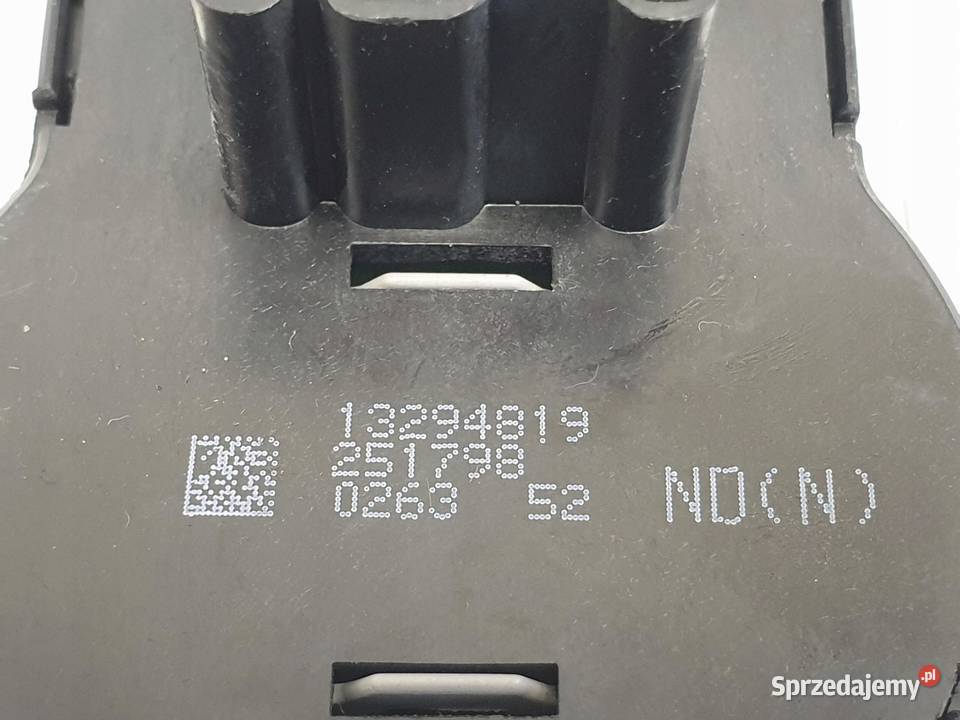 13294819
251798
0263 52 ND(N)
Sprzedajemy.pl